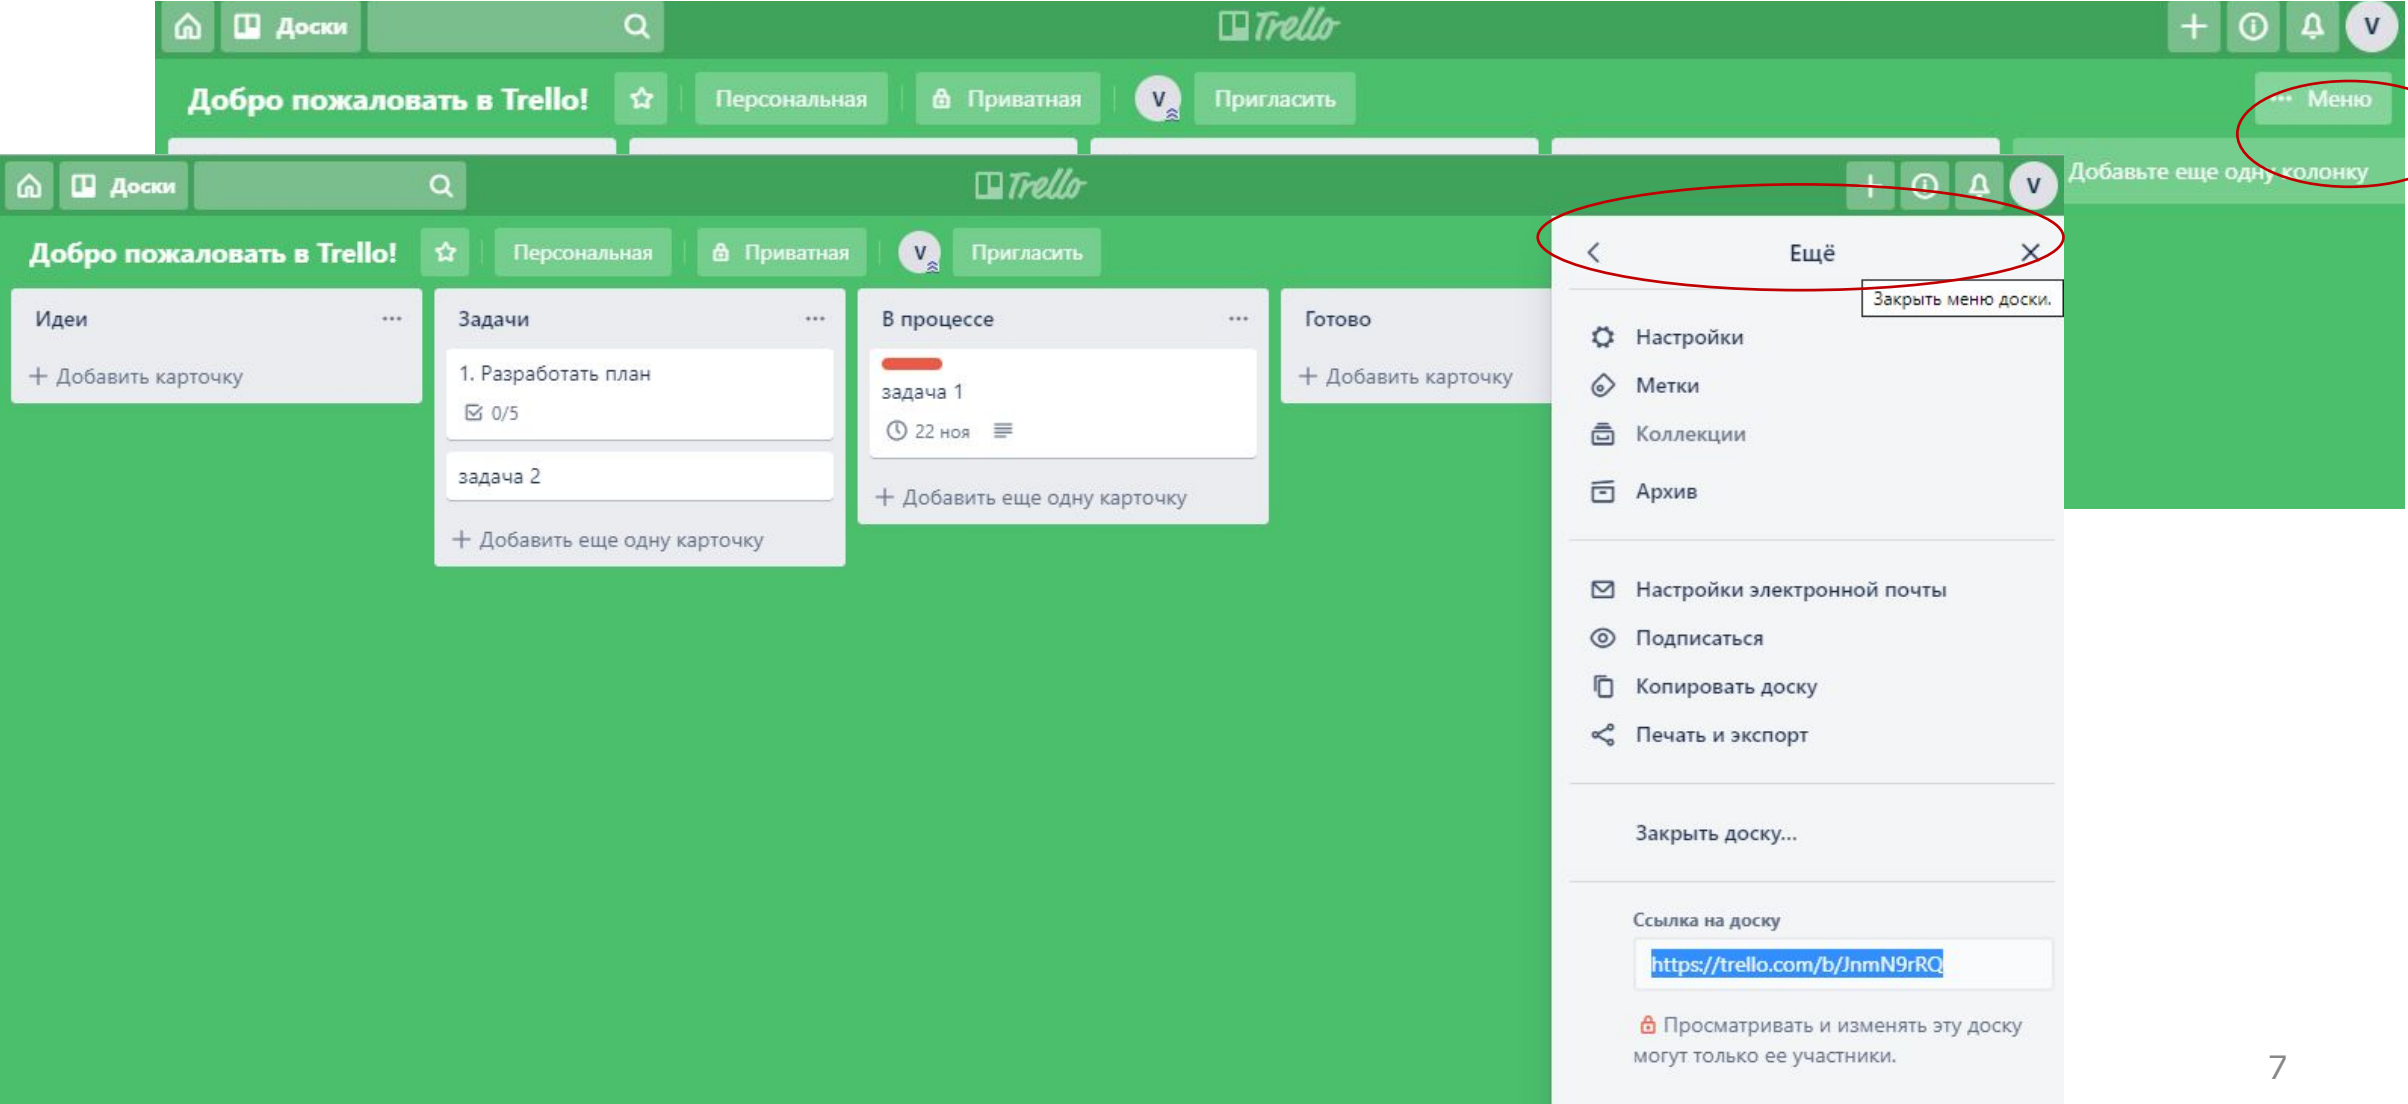 Доски
Trello
V
Добро пожаловать в Trello!
Персональная
Приватная
V
Пригласить
... Меню
Добавьте еще одну колонку
Доски
Trello
V
Добро пожаловать в Trello!
Персональная
Приватная
V
Пригласить
Идеи ...
+ Добавить карточку
Задачи ...
1. Разработать план
0/5
задача 2
+ Добавить еще одну карточку
В процессе ...
задача 1
22 ноя
+ Добавить еще одну карточку
Готово
+ Добавить карточку
Ещё
Закрыть меню доски.
Настройки
Метки
Коллекции
Архив
Настройки электронной почты
Подписаться
Копировать доску
Печать и экспорт
Закрыть доску...
Ссылка на доску
https://trello.com/b/JnmN9rRQ
Просматривать и изменять эту доску
могут только ее участники.
7